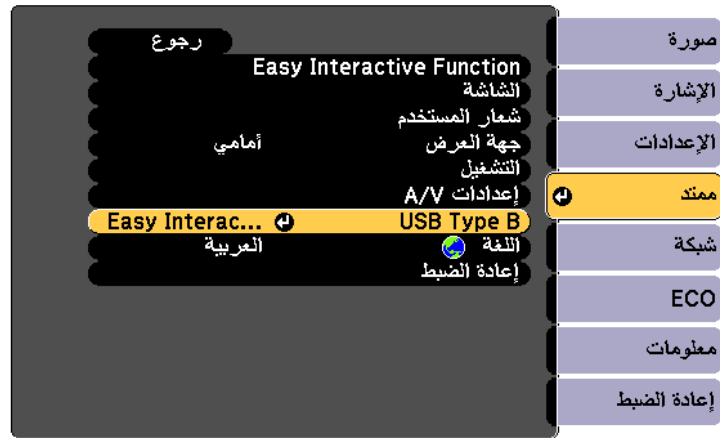 صورة
الإشارة
الإعدادات
ممتد
شبكة
ECO
معلومات
إعادة الضبط
رجوع
Easy Interactive Function
الشاشة
شعار المستخدم
جهة العرض أمامي
التشغيل
إعدادات A/V
USB Type B Easy Interac...
اللغة العربية
إعادة الضبط